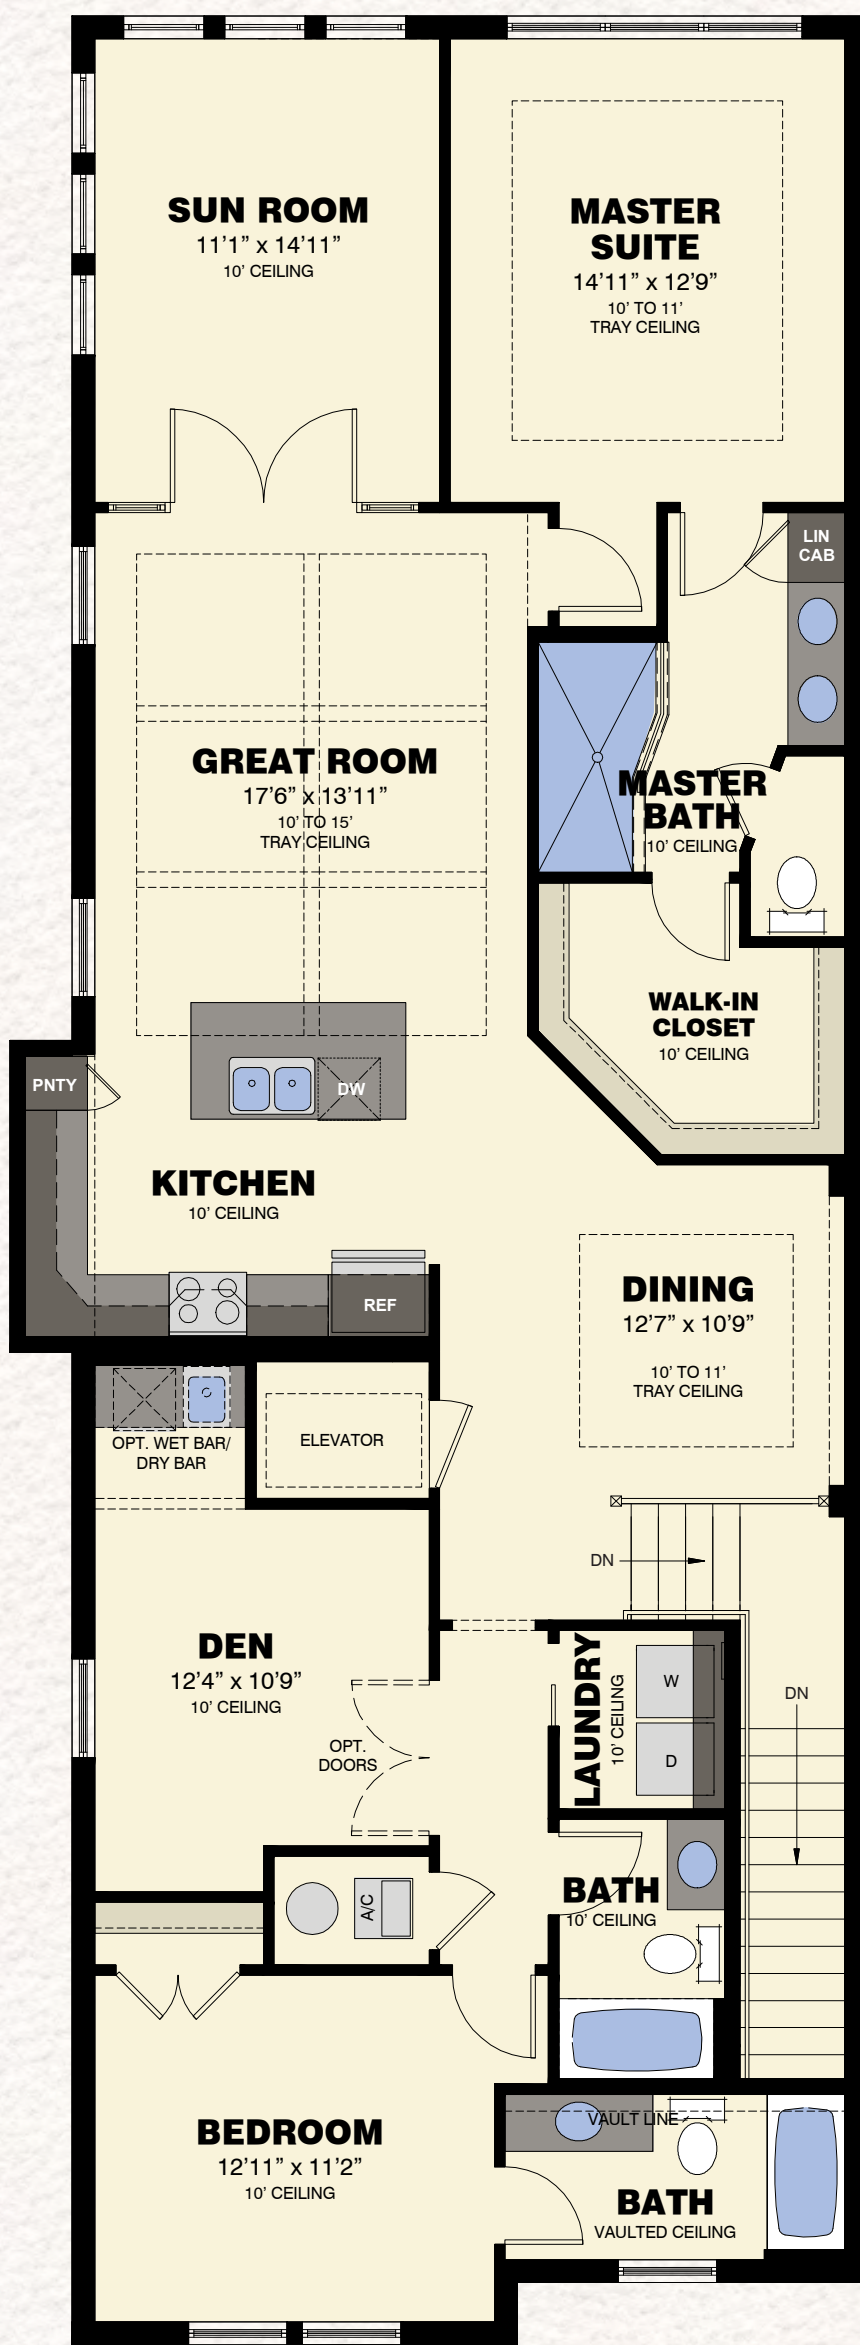 SUN ROOM
11'1” x 14'11”
10' CEILING
MASTER
SUITE
14'11” x 12'9”
10' TO 11'
TRAY CEILING
LIN
CAB
GREAT ROOM
17'6” x 13'11”
10' TO 15'
TRAY CEILING
MASTER
BATH
10' CEILING
WALK-IN
CLOSET
10' CEILING
PNTY
DW
KITCHEN
10' CEILING
REF
DINING
12'7” x 10'9”
10' TO 11'
TRAY CEILING
OPT. WET BAR/
DRY BAR
ELEVATOR
DN
DEN
12'4” x 10'9”
10' CEILING
OPT.
DOORS
LAUNDRY
10' CEILING
W
D
DN
A/C
BATH
10' CEILING
BEDROOM
12'11” x 11'2”
10' CEILING
VAULT LINE
BATH
VAULTED CEILING